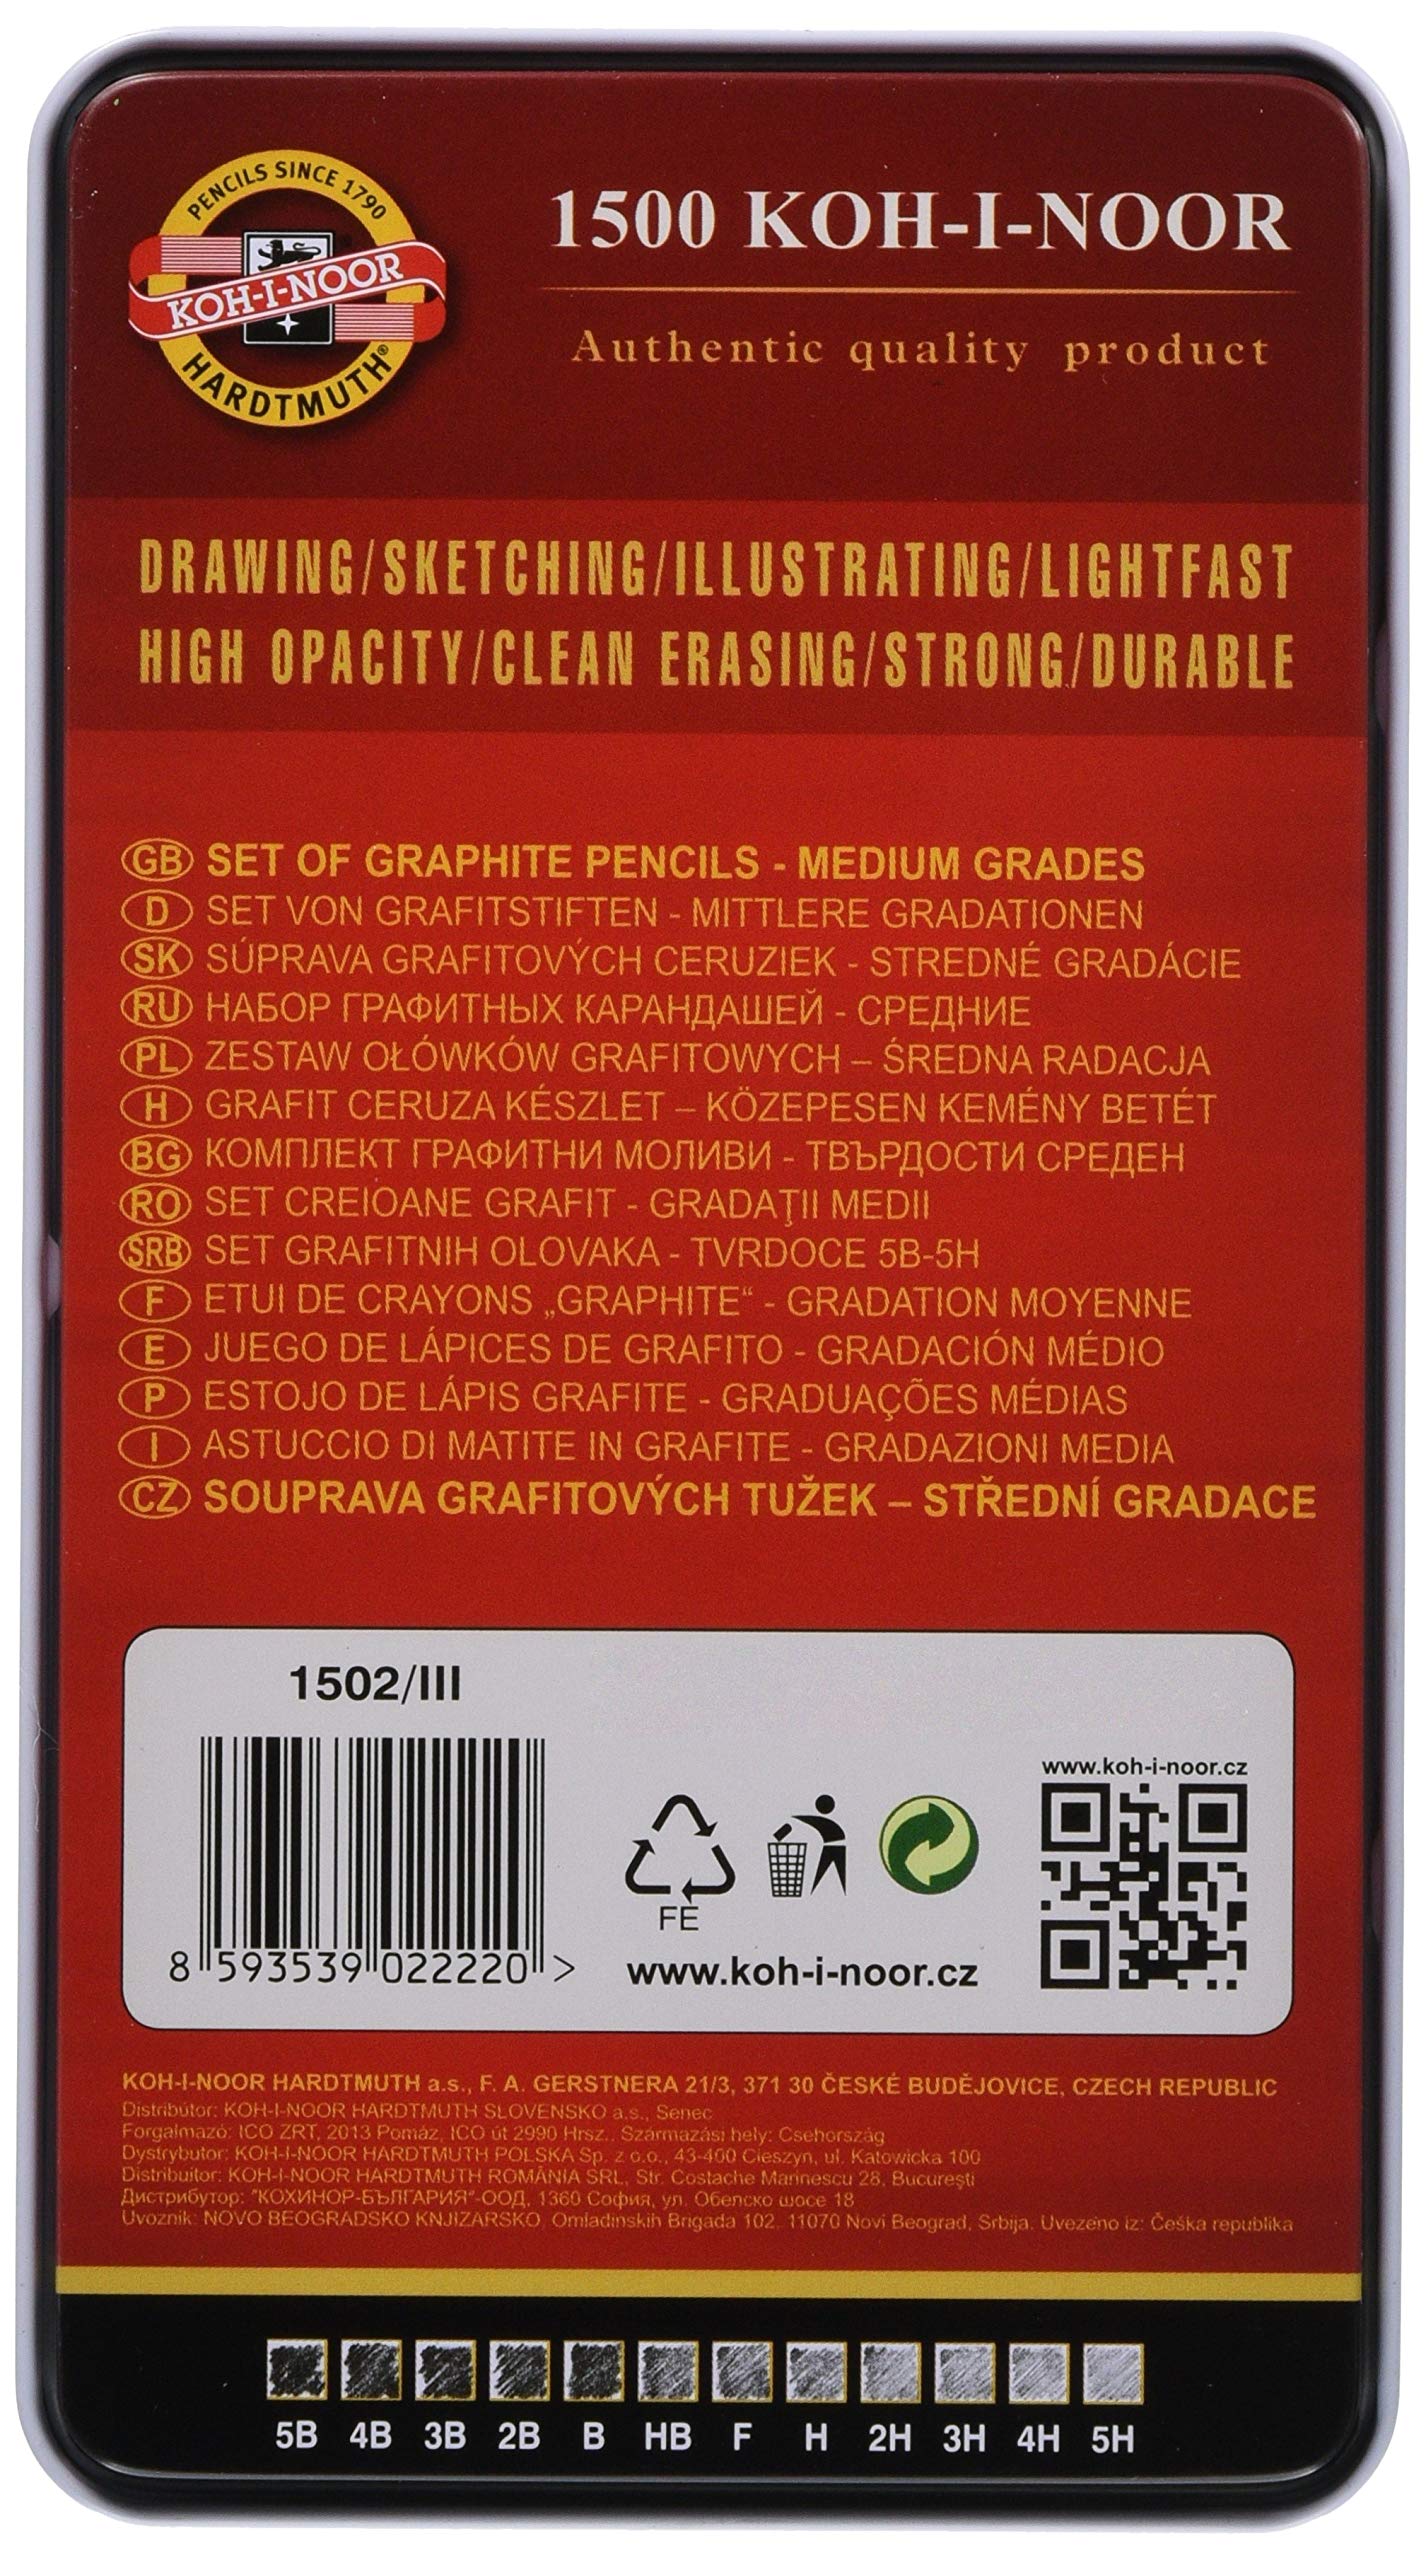 PENCILS SINCE 1790
KOH-I-NOOR
HARDTMUTH®
1500 KOH-I-NOOR
Authentic quality product
DRAWING/SKETCHING/ILLUSTRATING/LIGHTFAST
HIGH OPACITY/CLEAN ERASING/STRONG/DURABLE
GB SET OF GRAPHITE PENCILS - MEDIUM GRADES
D SET VON GRAFITSTIFTEN - MITTLERE GRADATIONEN
SK SÚPRAVA GRAFITOVÝCH CERUZIEK - STREDNÉ GRADÁCIE
RU НАБОР ГРАФИТНЫХ КАРАНДАШЕЙ - СРЕДНИЕ
PL ZESTAW OŁÓWKÓW GRAFITOWYCH – ŚREDNA RADACJA
H GRAFIT CERUZA KÉSZLET – KÖZEPESEN KEMÉNY BETÉT
BG КОМПЛЕКТ ГРАФИТНИ МОЛИВИ - ТВЪРДОСТИ СРЕДЕН
RO SET CREIOANE GRAFIT - GRADAŢII MEDII
SRB SET GRAFITNIH OLOVAKA - TVRDOCE 5B-5H
F ETUI DE CRAYONS „GRAPHITE“ - GRADATION MOYENNE
E JUEGO DE LÁPICES DE GRAFITO - GRADACIÓN MÉDIO
P ESTOJO DE LÁPIS GRAFITE - GRADUAÇÕES MÉDIAS
I ASTUCCIO DI MATITE IN GRAFITE - GRADAZIONI MEDIA
CZ SOUPRAVA GRAFITOVÝCH TUŽEK – STŘEDNÍ GRADACE
1502/III
8 593539 022220 >
FE
www.koh-i-noor.cz
www.koh-i-noor.cz
KOH-I-NOOR HARDTMUTH a.s., F. A. GERSTNERA 21/3, 371 30 ČESKÉ BUDĚJOVICE, CZECH REPUBLIC
Distribútor: KOH-I-NOOR HARDTMUTH SLOVENSKO a.s., Senec
Forgalmazó: ICO ZRT, 2013 Pomáz, ICO út 2990 Hrsz., Származási hely: Csehország
Dystrybutor: KOH-I-NOOR HARDTMUTH POLSKA Sp. z o.o., 43-400 Cieszyn, ul. Katowicka 100
Distribuitor: KOH-I-NOOR HARDTMUTH ROMÂNIA SRL, Str. Costache Marinescu 28, Bucureşti
Дистрибутор: "КОХИНОР-БЪЛГАРИЯ"-ООД, 1360 София, ул. Обелско шосе 18
Uvoznik: NOVO BEOGRADSKO KNJIZARSKO, Omladinskih Brigada 102, 11070 Novi Beograd, Srbija. Uvezeno iz: Češka republika
5B 4B 3B 2B B HB F H 2H 3H 4H 5H